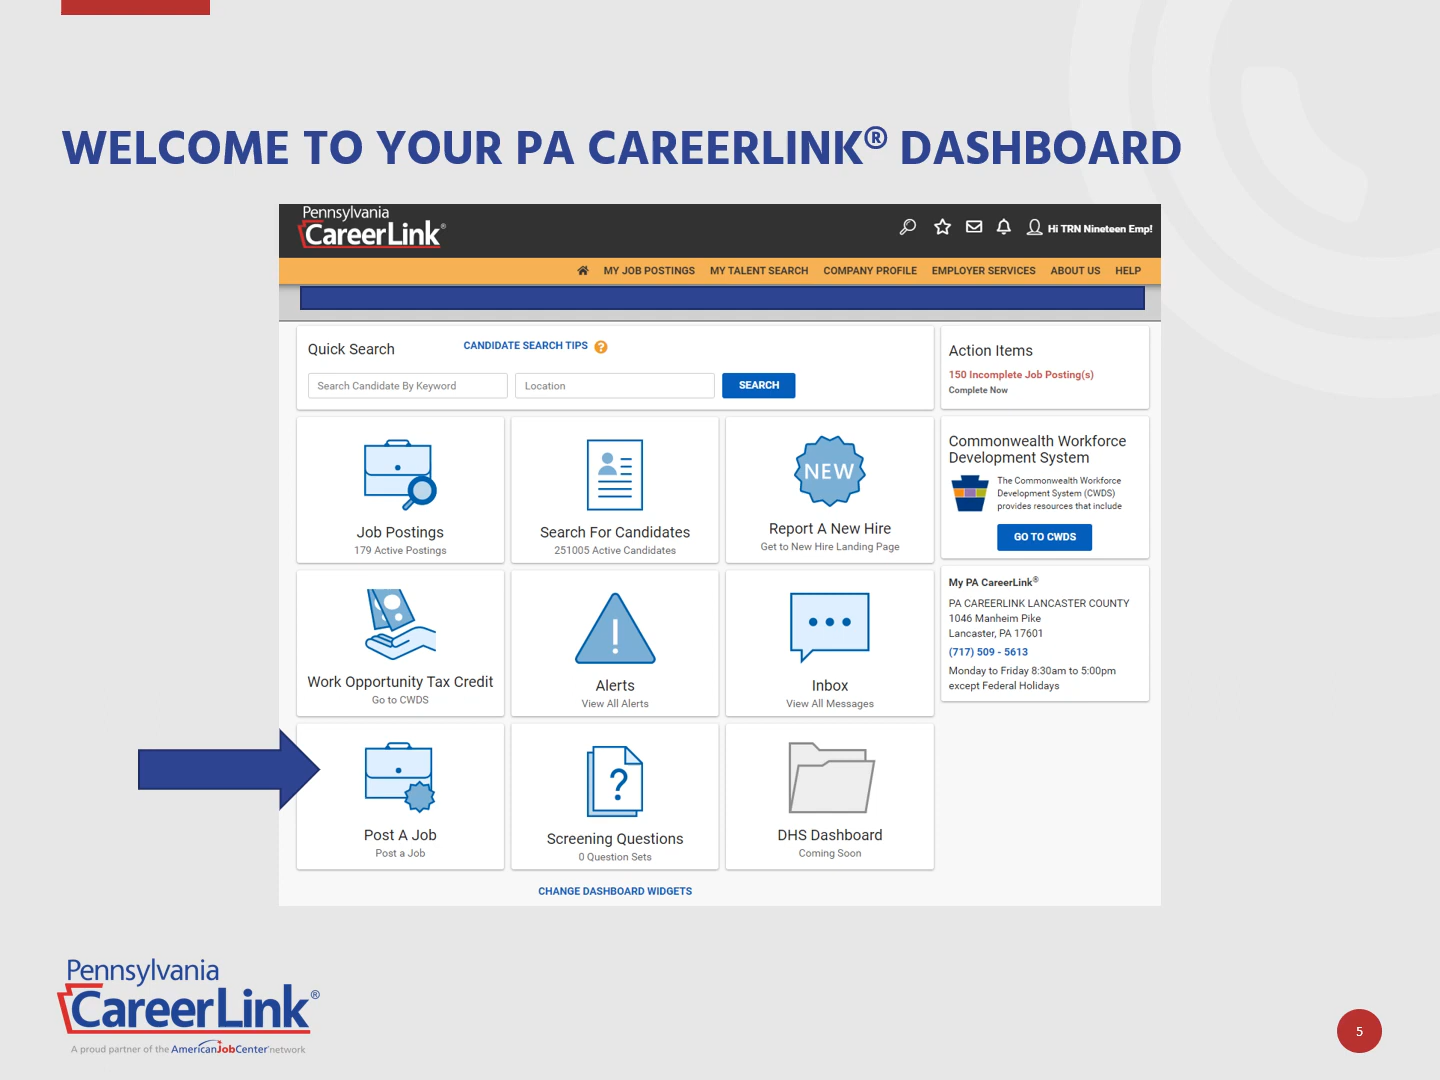 WELCOME TO YOUR PA CAREERLINK® DASHBOARD
Pennsylvania
CareerLink®
Hi TRN Nineteen Emp!
MY JOB POSTINGS MY TALENT SEARCH COMPANY PROFILE EMPLOYER SERVICES ABOUT US HELP
Quick Search
CANDIDATE SEARCH TIPS ?
Search Candidate By Keyword
Location
SEARCH
Action Items
150 Incomplete Job Posting(s)
Complete Now
Job Postings
179 Active Postings
Search For Candidates
251005 Active Candidates
NEW
Report A New Hire
Get to New Hire Landing Page
Commonwealth Workforce
Development System
The Commonwealth Workforce
Development System (CWDS)
provides resources that include
GO TO CWDS
Work Opportunity Tax Credit
Go to CWDS
!
Alerts
View All Alerts
Inbox
View All Messages
My PA CareerLink®
PA CAREERLINK LANCASTER COUNTY
1046 Manheim Pike
Lancaster, PA 17601
(717) 509 - 5613
Monday to Friday 8:30am to 5:00pm
except Federal Holidays
Post A Job
Post a Job
?
Screening Questions
0 Question Sets
DHS Dashboard
Coming Soon
CHANGE DASHBOARD WIDGETS
Pennsylvania
CareerLink®
A proud partner of the AmericanJobCenter network
5